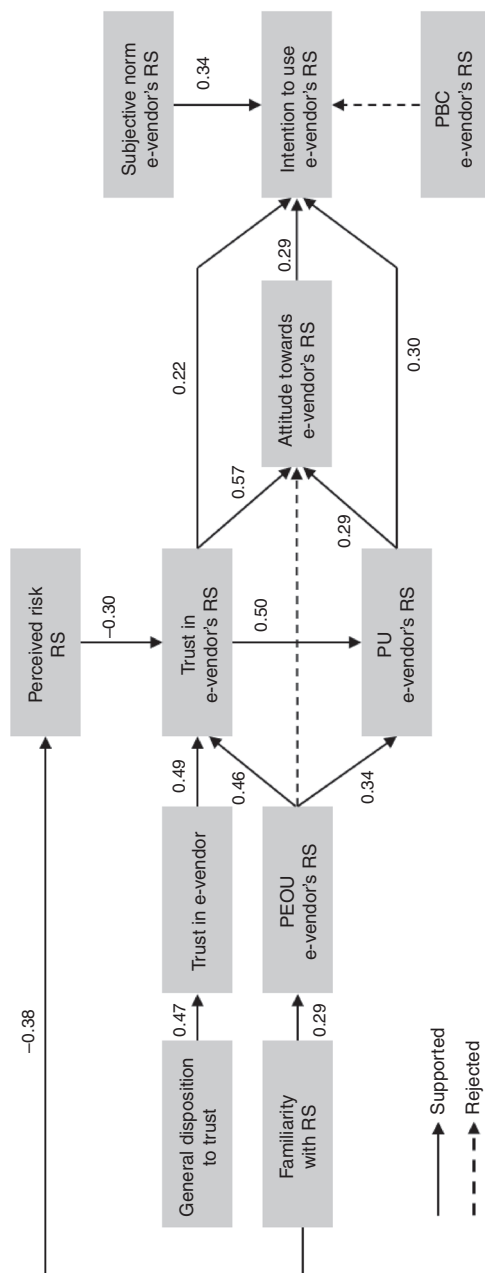 −0.38
Perceived risk
RS
−0.30
General disposition
to trust
0.47
Trust in e-vendor
0.49
Trust in
e-vendor's RS
0.22
Subjective norm
e-vendor's RS
0.34
0.46
0.50
0.57
Familiarity
with RS
0.29
PEOU
e-vendor's RS
Attitude towards
e-vendor's RS
0.29
Intention to use
e-vendor's RS
0.34
0.29
PU
e-vendor's RS
0.30
PBC
e-vendor's RS
Supported
Rejected